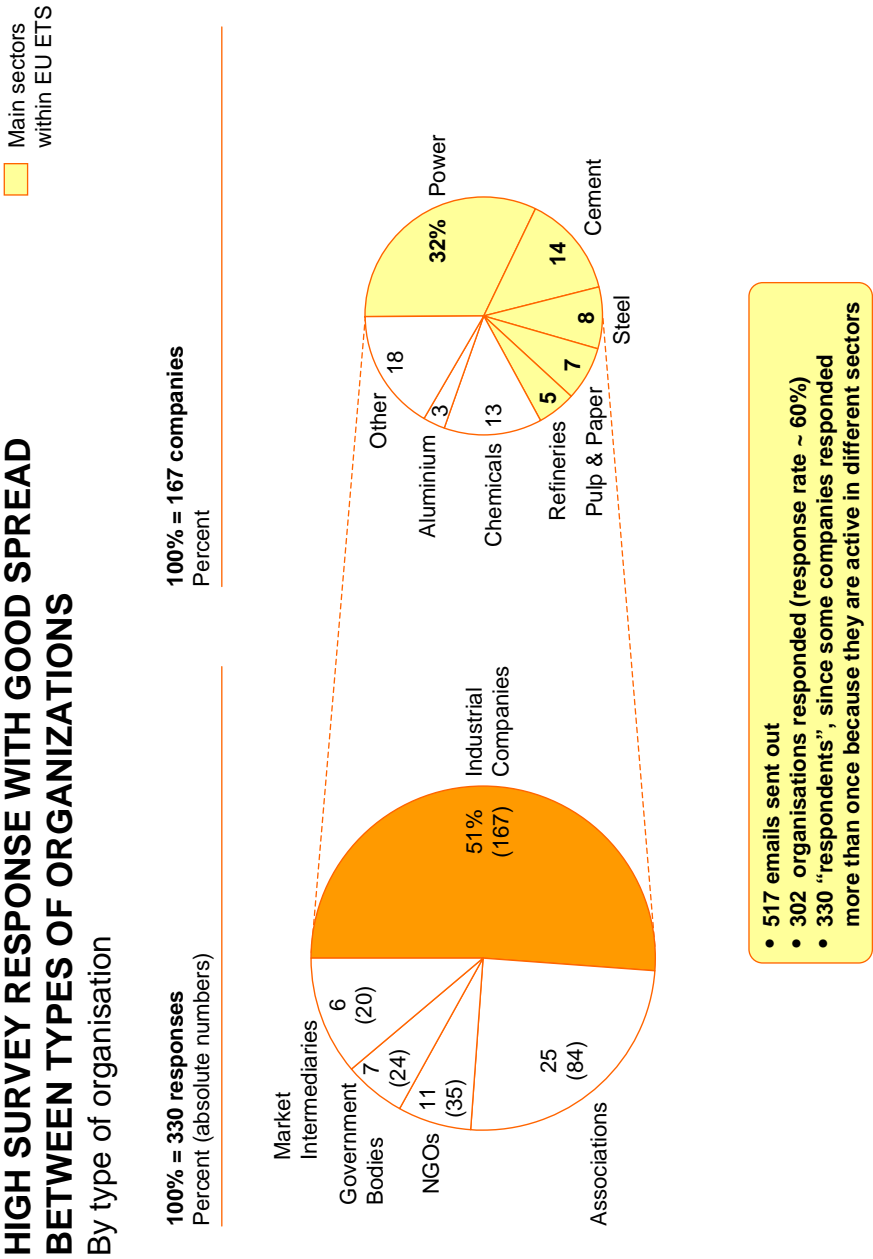 HIGH SURVEY RESPONSE WITH GOOD SPREAD
BETWEEN TYPES OF ORGANIZATIONS
By type of organisation
Main sectors
within EU ETS
100% = 330 responses
Percent (absolute numbers)
Market
Intermediaries
6
(20)
Government
Bodies
7
(24)
NGOs
11
(35)
Associations
25
(84)
51%
(167)
Industrial
Companies
100% = 167 companies
Percent
Other
18
Aluminium
3
Chemicals
13
Refineries
5
Pulp & Paper
7
Steel
8
Cement
14
Power
32%
• 517 emails sent out
• 302 organisations responded (response rate ~ 60%)
• 330 “respondents”, since some companies responded
more than once because they are active in different sectors